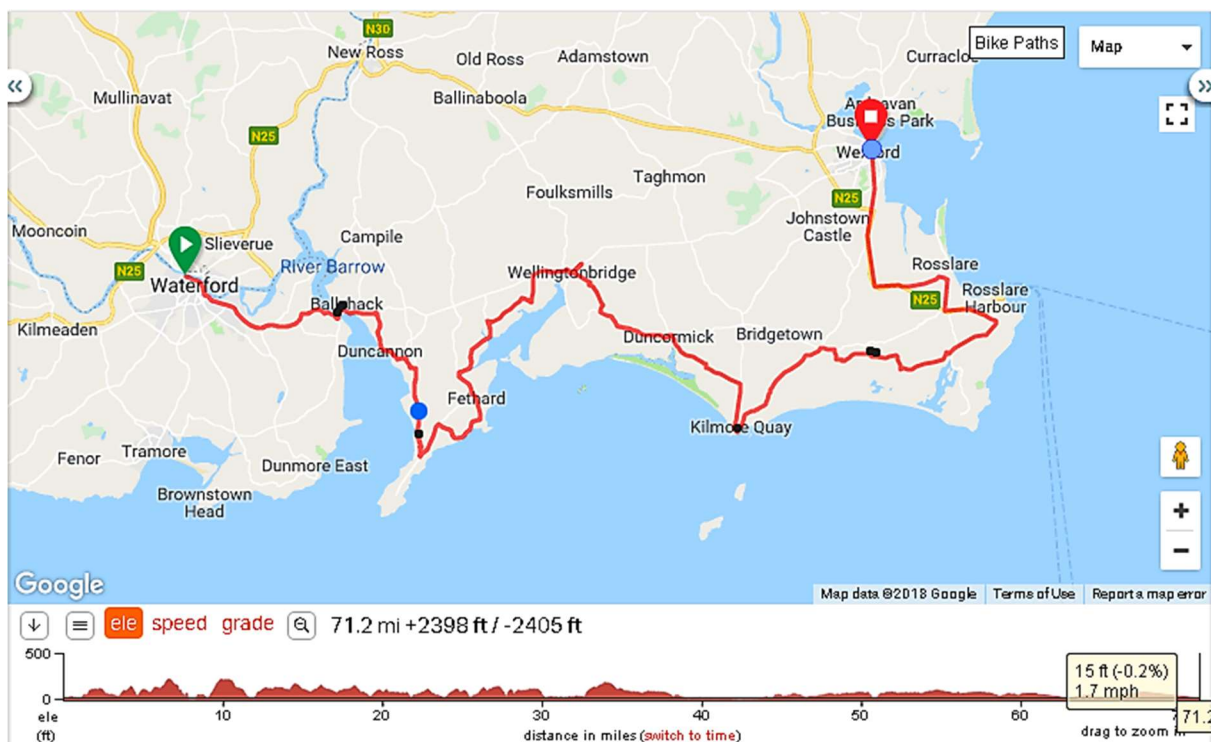 N30
New Ross
Old Ross
Adamstown
Bike Paths
Map
Curracloe
Mullinavat
Ballinaboola
Business Park
N25
Wexford
Taghmon
Foulksmills
N25
Mooncoin
Slieverue
Campile
Johnstown
Castle
River Barrow
Wellingtonbridge
Rosslare
N25
Waterford
Rosslare
Harbour
Ballyhack
N25
Kilmeaden
Duncannon
Duncormick
Bridgetown
Fethard
Kilmore Quay
Fenor
Tramore
Dunmore East
Brownstown
Head
+
−
Google
Map data ©2018 Google
Terms of Use
Report a map error
ele
speed
grade
71.2 mi +2398 ft / -2405 ft
500
0
15 ft (-0.2%)
1.7 mph
10
20
30
40
50
60
71.2
ele
(ft)
distance in miles (switch to time)
drag to zoom in